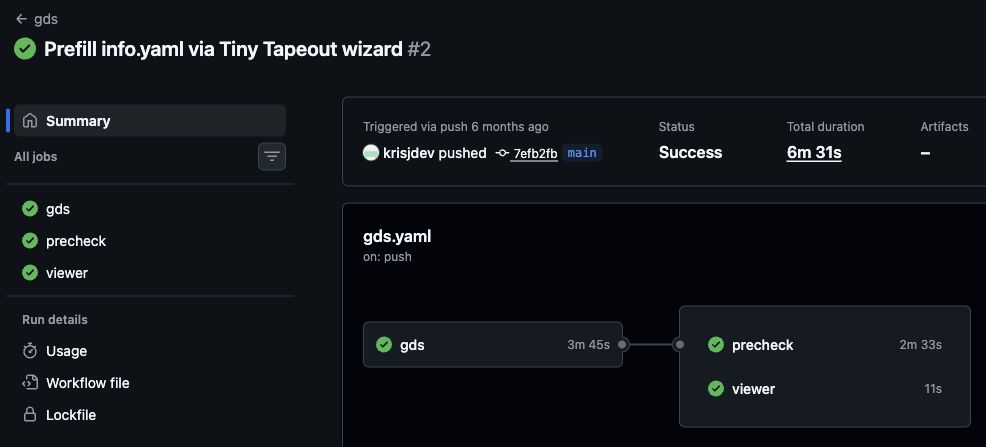 ← gds
Prefill info.yaml via Tiny Tapeout wizard #2
Summary
All jobs
gds
precheck
viewer
Run details
Usage
Workflow file
Lockfile
Triggered via push 6 months ago
krisjdev pushed 7efb2fb main
Status
Success
Total duration
6m 31s
Artifacts
–
gds.yaml
on: push
gds 3m 45s
precheck 2m 33s
viewer 11s